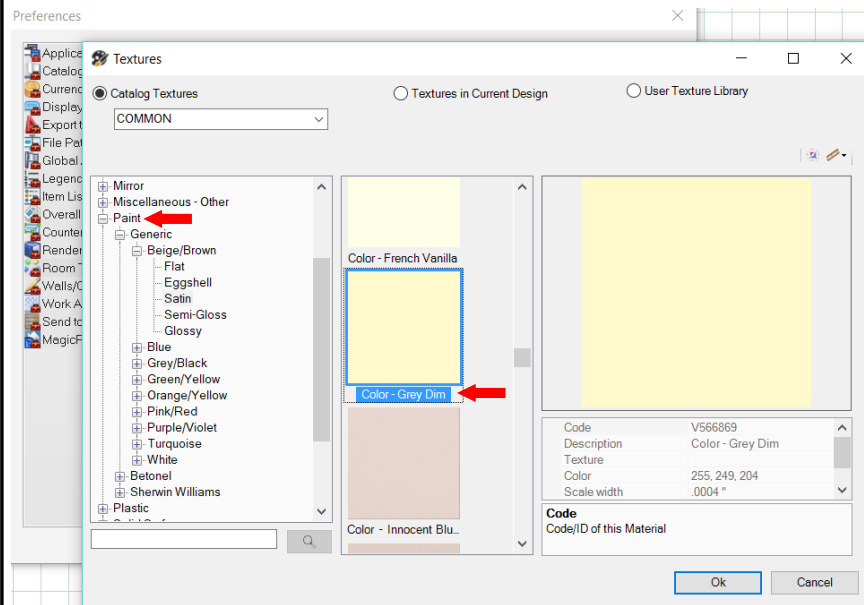 Preferences
Applica
Catalog
Currenc
Display
Export t
File Pat
Global
Legenc
Item Lis
Overall
Counter
Render
Room T
Walls/C
Work A
Send to
MagicP
Textures
Catalog Textures
Textures in Current Design
User Texture Library
COMMON
Mirror
Miscellaneous - Other
Paint
Generic
Beige/Brown
Flat
Eggshell
Satin
Semi-Gloss
Glossy
Blue
Grey/Black
Green/Yellow
Orange/Yellow
Pink/Red
Purple/Violet
Turquoise
White
Betonel
Sherwin Williams
Plastic
Color - French Vanilla
Color - Grey Dim
Color - Innocent Blu...
Code V566869
Description Color - Grey Dim
Texture
Color 255, 249, 204
Scale width .0004 "
Code
Code/ID of this Material
Ok
Cancel